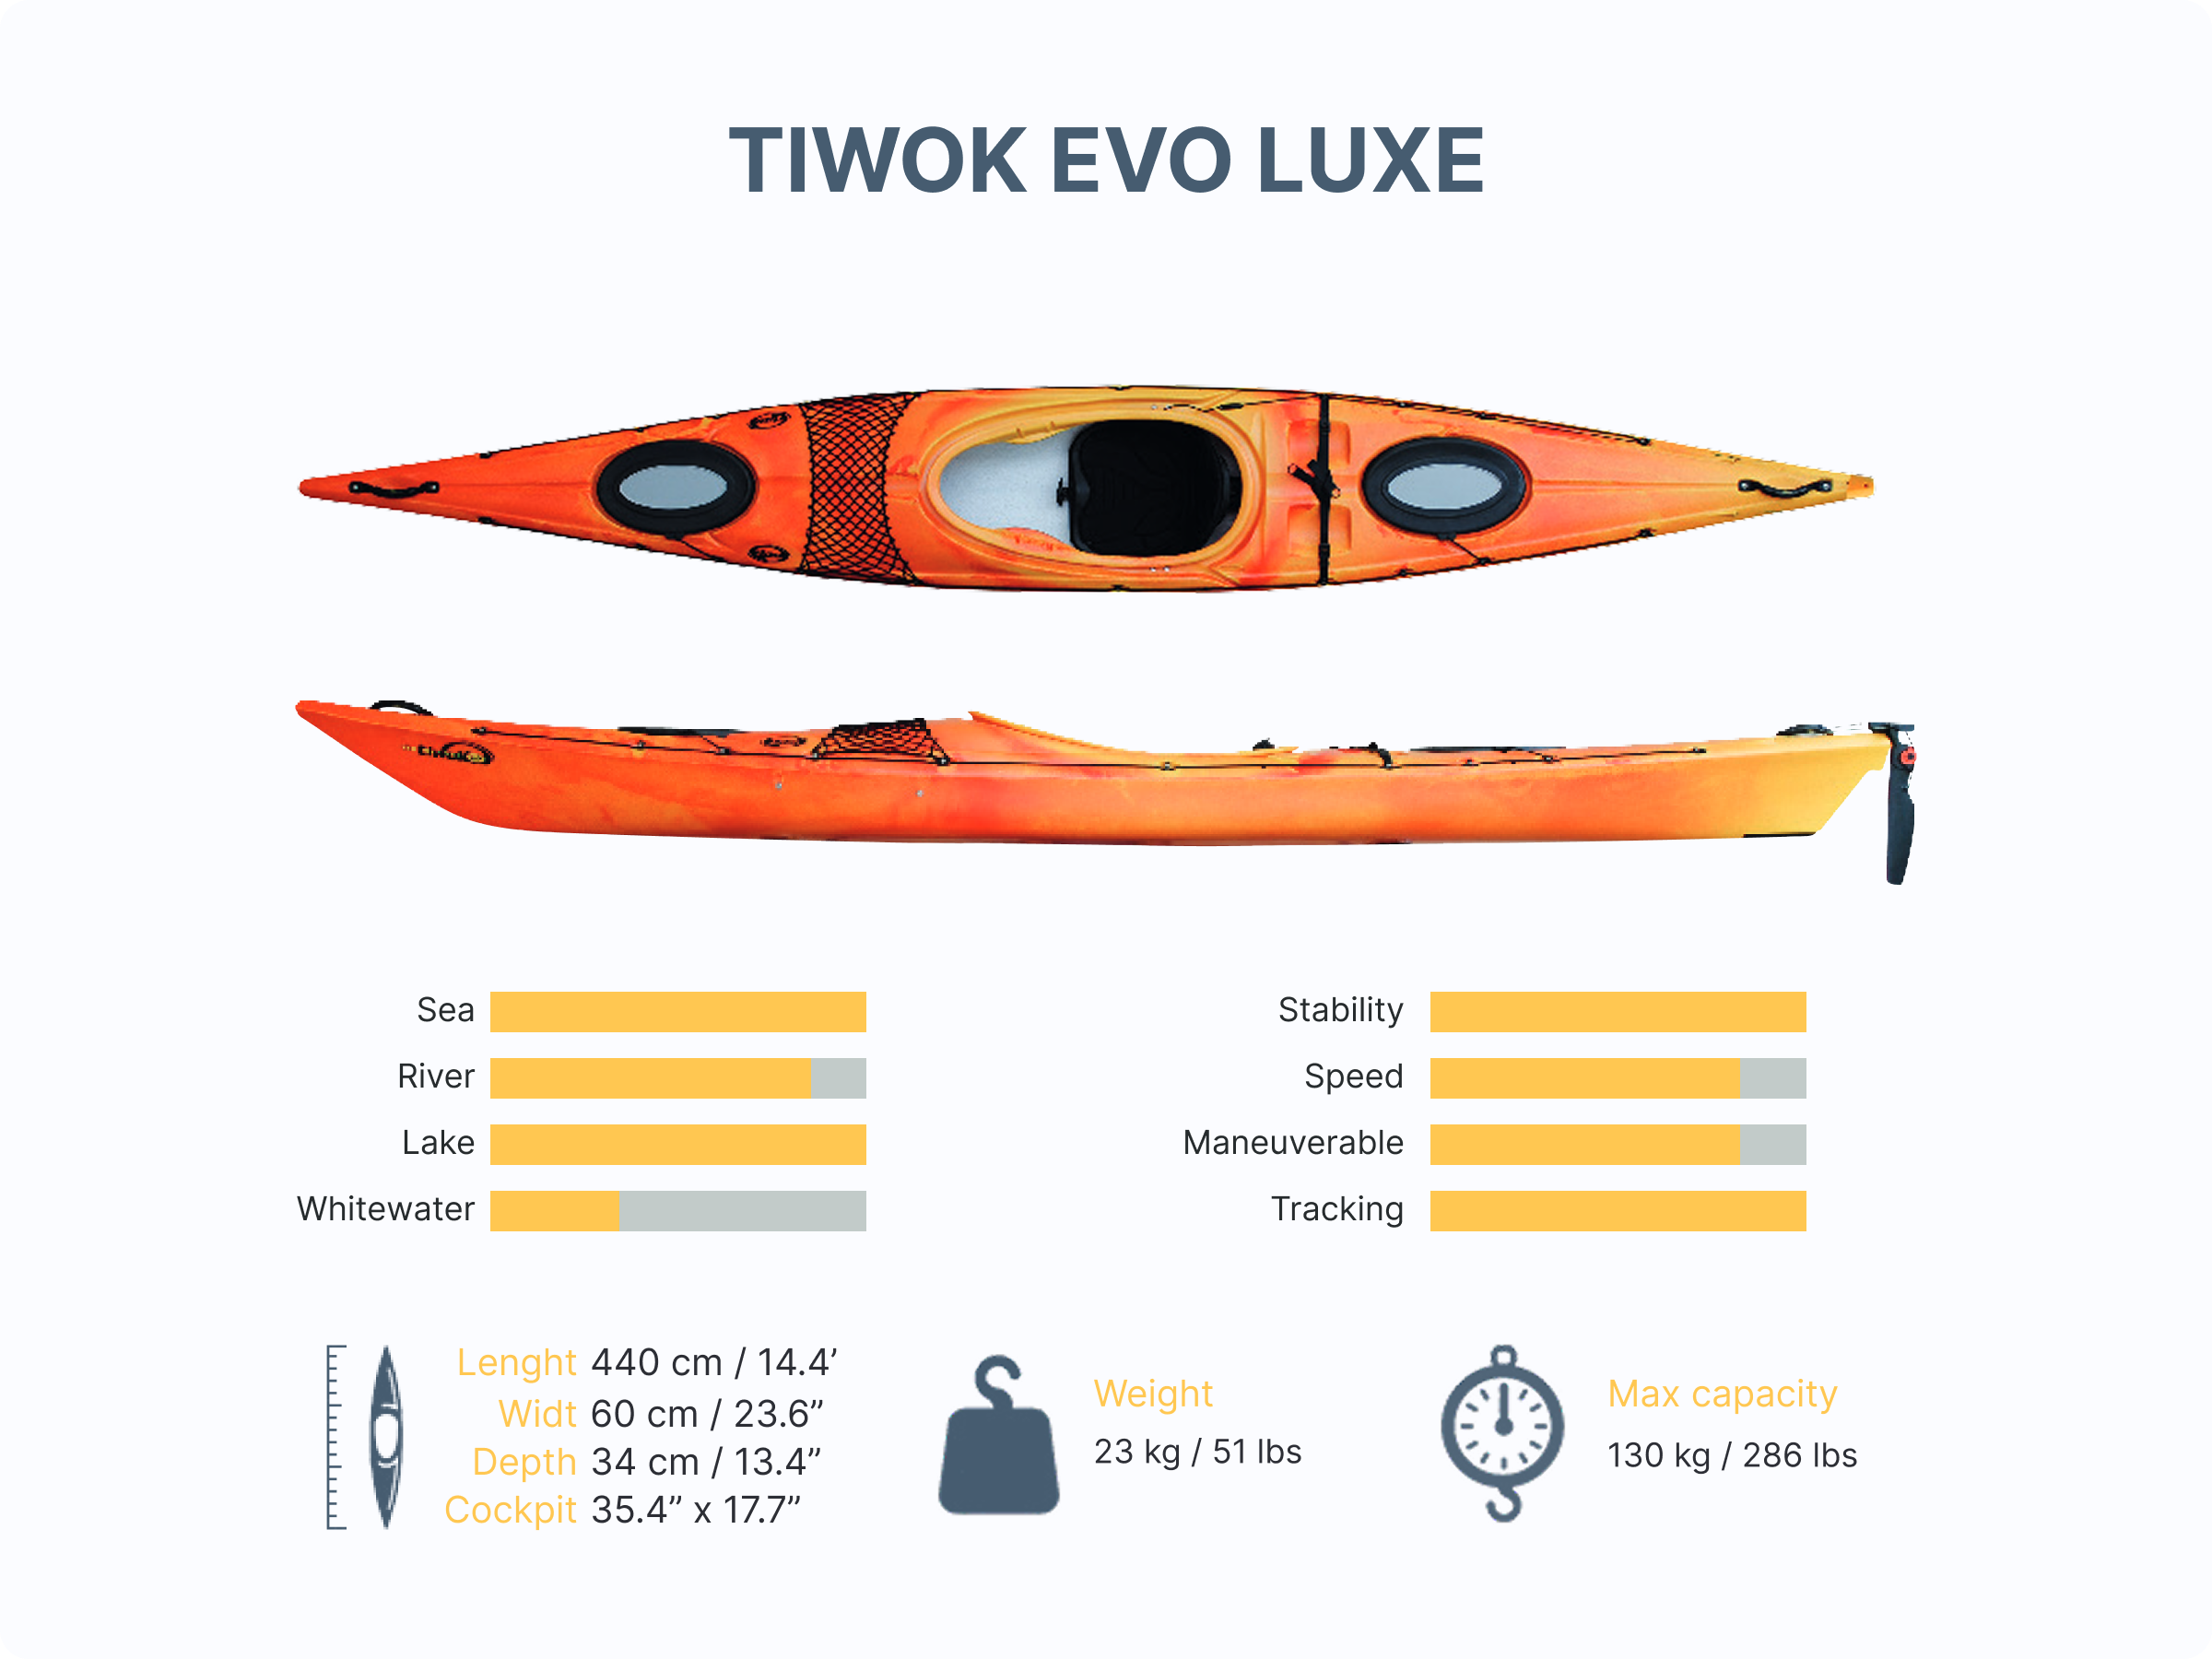 TIWOK EVO LUXE
Sea
River
Lake
Whitewater
Stability
Speed
Maneuverable
Tracking
Lenght 440 cm / 14.4’
Widt 60 cm / 23.6”
Depth 34 cm / 13.4”
Cockpit 35.4” x 17.7”
Weight
23 kg / 51 lbs
Max capacity
130 kg / 286 lbs